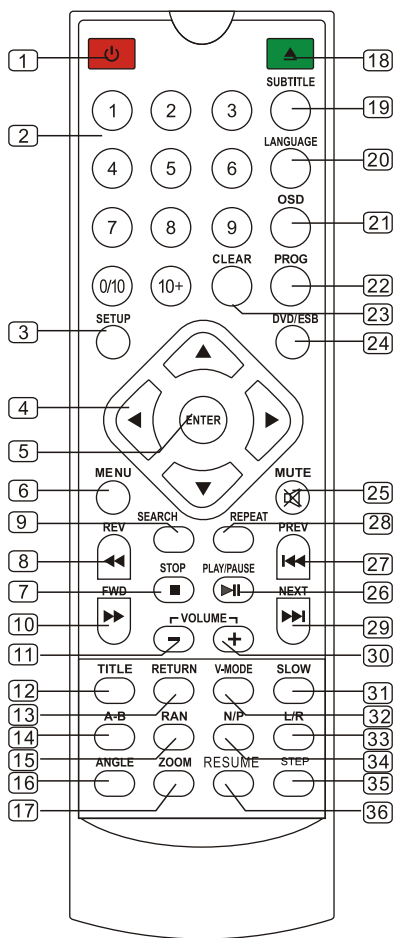 1
18
SUBTITLE
2
1 2 3
19
LANGUAGE
20
4 5 6
OSD
21
7 8 9
CLEAR PROG
0/10 10+
22
23
SETUP DVD/ESB
3
24
4
ENTER
5
MENU MUTE
6
25
SEARCH REPEAT
9
28
REV PREV
8
27
STOP PLAY/PAUSE
7
26
FWD NEXT
10
29
VOLUME
- +
11
30
TITLE RETURN V-MODE SLOW
12
31
13
32
A-B RAN N/P L/R
14
33
15
34
ANGLE ZOOM RESUME STEP
16
35
17
36